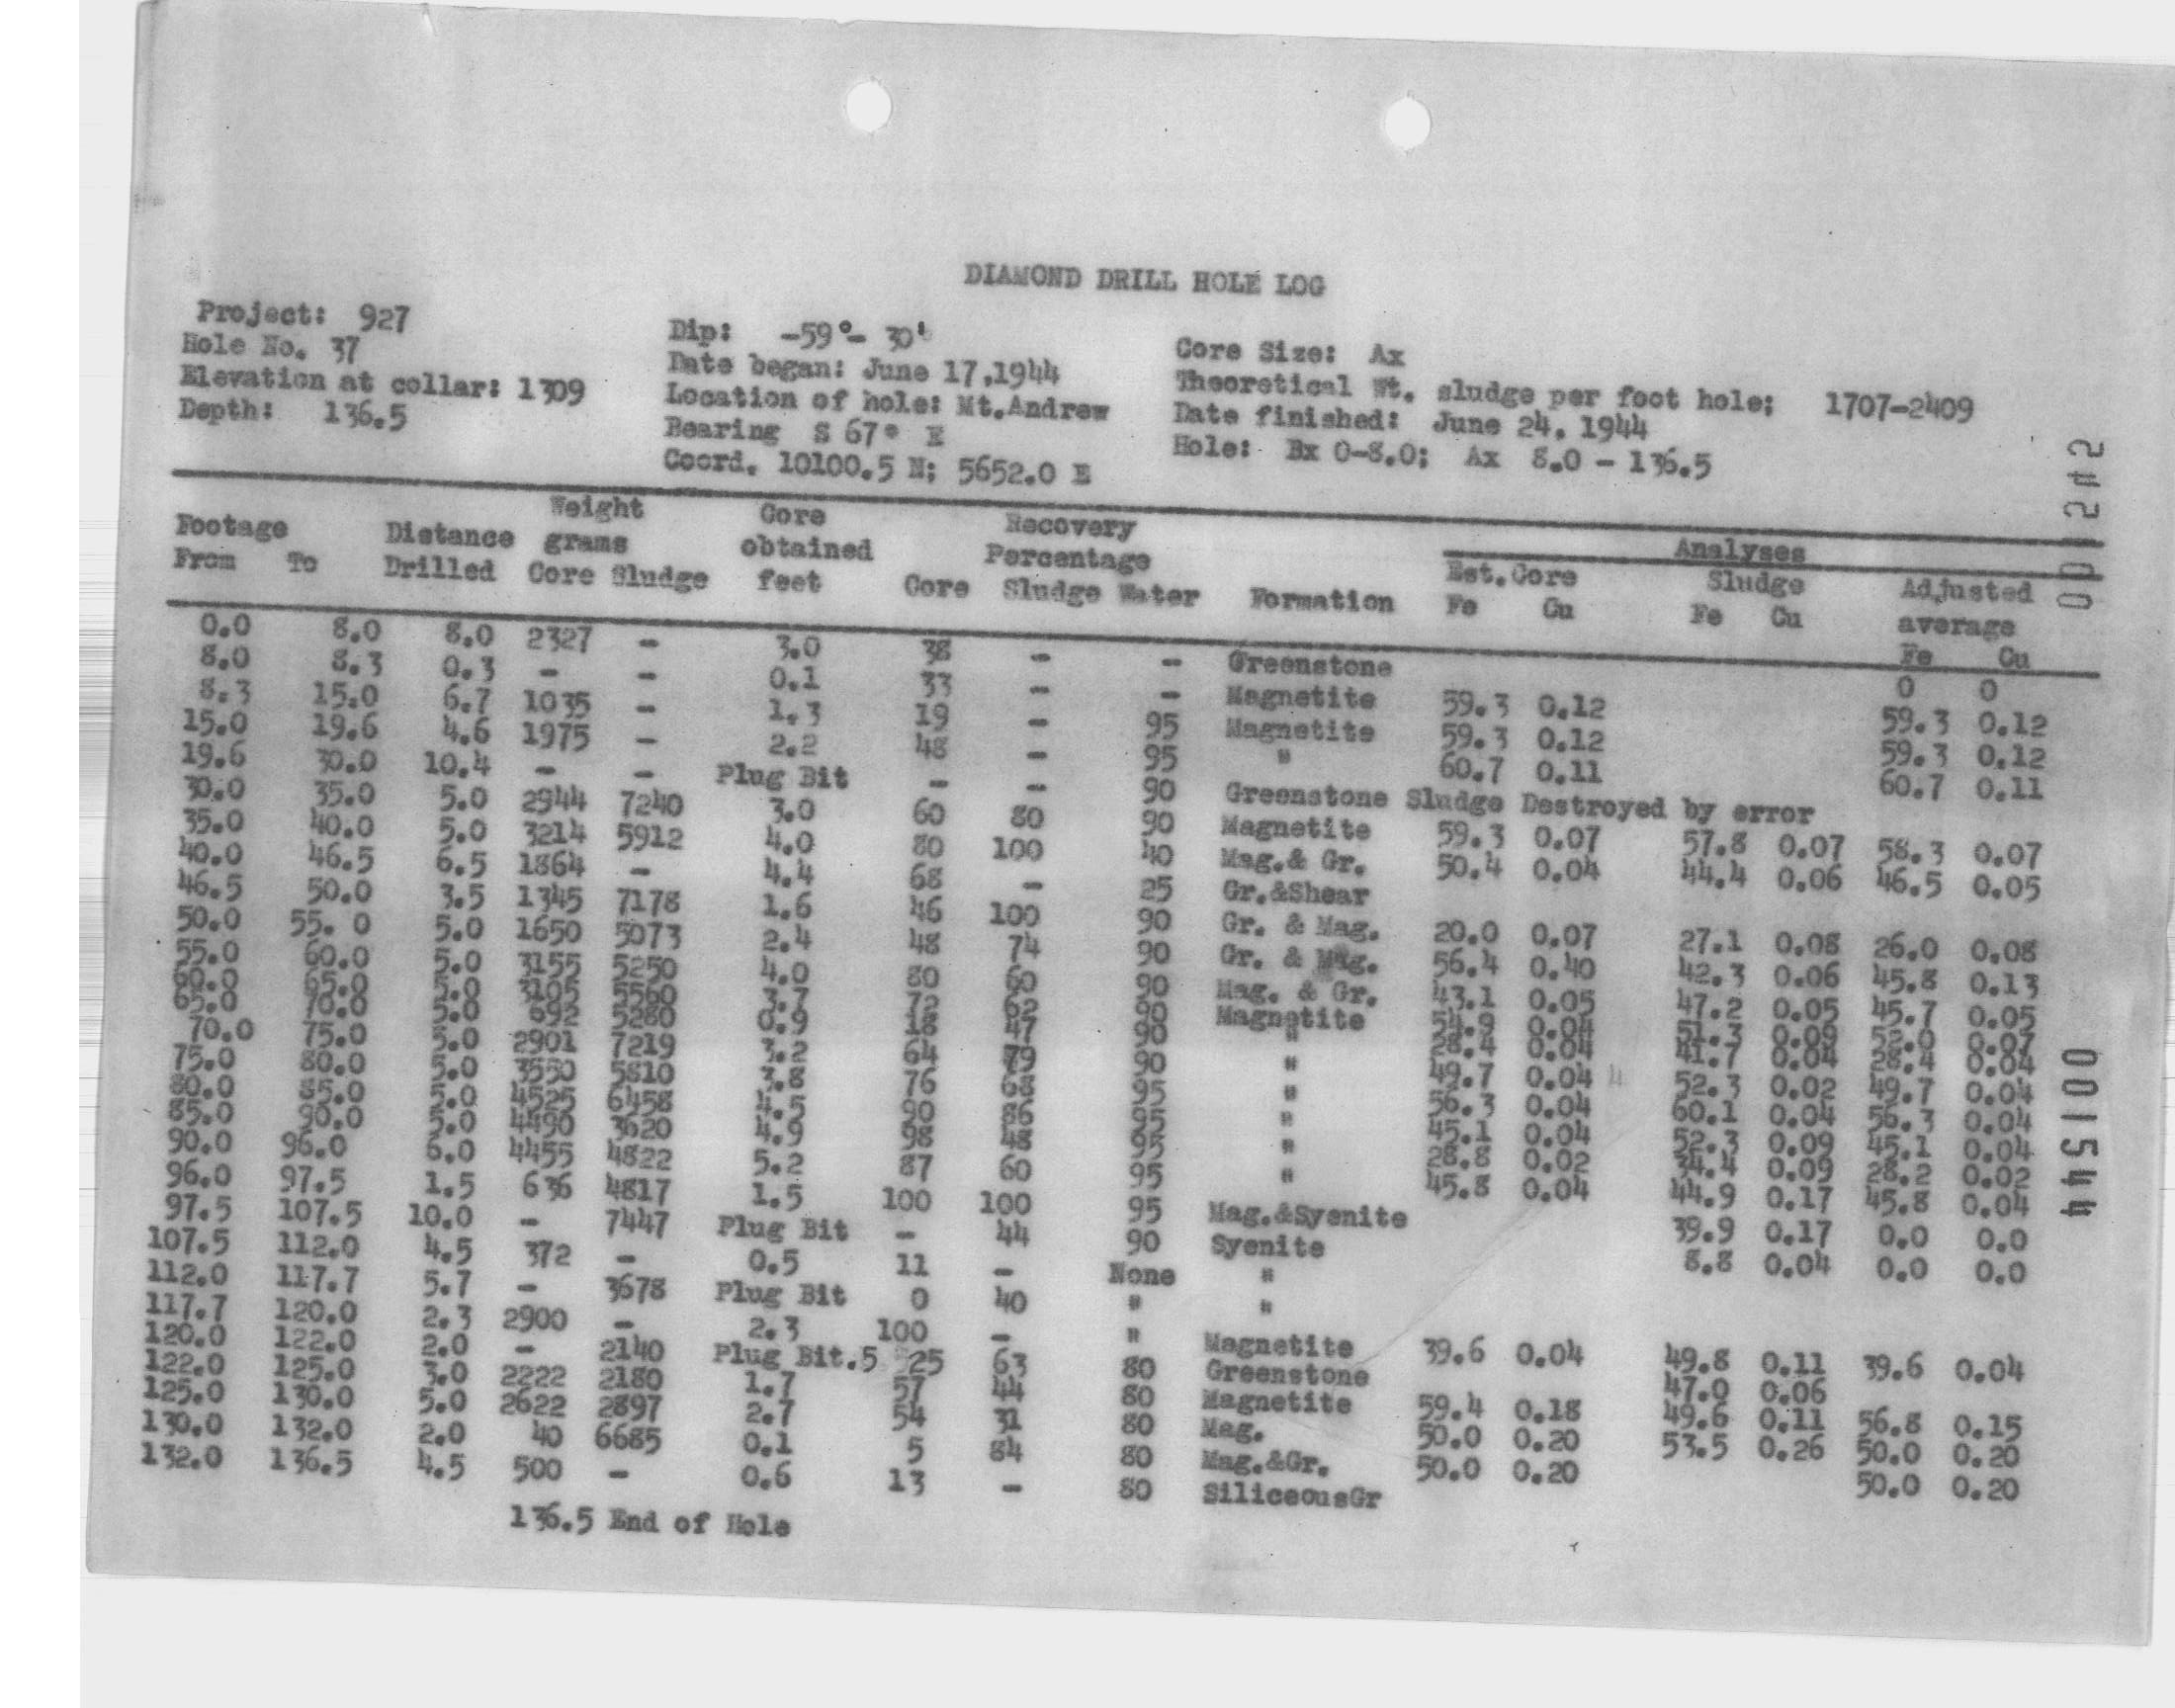 DIAMOND DRILL HOLE LOG
Project: 927
Hole No. 37
Elevation at collar: 1309
Depth: 136.5
Dip: -59°- 30'
Date began: June 17,1944
Location of hole: Mt.Andrew
Bearing S 67° E
Coord. 10100.5 N; 5652.0 E
Core Size: Ax
Theoretical Wt. sludge per foot hole; 1707-2409
Date finished: June 24, 1944
Hole: Bx 0-8.0; Ax 8.0 - 136.5
Weight Core Recovery Analyses
Footage Distance grams obtained Percentage Est.Core Sludge Adjusted average
From To Drilled Core Sludge feet Core Sludge Water Formation Fe Cu Fe Cu Fe Cu
0.0 8.0 8.0 2327 - 3.0 38 - - Greenstone 0 0
8.0 8.3 0.3 - - 0.1 33 - - Magnetite 59.3 0.12 59.3 0.12
8.3 15.0 6.7 1035 - 1.3 19 - 95 Magnetite 59.3 0.12 59.3 0.12
15.0 19.6 4.6 1975 - 2.2 48 - 95 " 60.7 0.11 60.7 0.11
19.6 30.0 10.4 - - Plug Bit - - 90 Greenstone Sludge Destroyed by error
30.0 35.0 5.0 2944 7240 3.0 60 80 90 Magnetite 59.3 0.07 57.8 0.07 58.3 0.07
35.0 40.0 5.0 3214 5912 4.0 80 100 40 Mag.& Gr. 50.4 0.04 44.4 0.06 46.5 0.05
40.0 46.5 6.5 1864 - 4.4 68 - 25 Gr.&Shear
46.5 50.0 3.5 1345 7178 1.6 46 100 90 Gr. & Mag. 20.0 0.07 27.1 0.08 26.0 0.08
50.0 55. 0 5.0 1650 5073 2.4 48 74 90 Gr. & Mag. 56.4 0.40 42.3 0.06 45.8 0.13
55.0 60.0 5.0 3155 5250 4.0 80 60 90 Mag. & Gr. 43.1 0.05 47.2 0.05 45.7 0.05
60.0 65.0 5.0 3105 5560 3.7 72 62 90 Magnetite 54.9 0.04 51.3 0.09 52.0 0.07
65.0 70.0 5.0 692 5280 0.9 18 47 90 " 28.4 0.04 41.7 0.04 28.4 0.04
70.0 75.0 5.0 2901 7219 3.2 64 79 90 " 49.7 0.04 52.3 0.02 49.7 0.04
75.0 80.0 5.0 3550 5810 3.8 76 68 95 " 56.3 0.04 60.1 0.04 56.3 0.04
80.0 85.0 5.0 4525 6458 4.5 90 86 95 " 45.1 0.04 52.3 0.09 45.1 0.04
85.0 90.0 5.0 4490 3620 4.9 98 48 95 " 28.8 0.02 34.4 0.09 28.2 0.02
90.0 96.0 6.0 4455 4822 5.2 87 60 95 " 45.8 0.04 44.9 0.17 45.8 0.04
96.0 97.5 1.5 636 4817 1.5 100 100 95 Mag.&Syenite 39.9 0.17 0.0 0.0
97.5 107.5 10.0 - 7447 Plug Bit - 44 90 Syenite 8.8 0.04 0.0 0.0
107.5 112.0 4.5 372 - 0.5 11 - None "
112.0 117.7 5.7 - 3678 Plug Bit 0 40 " "
117.7 120.0 2.3 2900 - 2.3 100 - " Magnetite 39.6 0.04 49.8 0.11 39.6 0.04
120.0 122.0 2.0 - 2140 Plug Bit.5 25 63 80 Greenstone 47.0 0.06
122.0 125.0 3.0 2222 2180 1.7 57 44 80 Magnetite 59.4 0.18 49.6 0.11 56.8 0.15
125.0 130.0 5.0 2622 2897 2.7 54 31 80 Mag. 50.0 0.20 53.5 0.26 50.0 0.20
130.0 132.0 2.0 40 6685 0.1 5 84 80 Mag.&Gr. 50.0 0.20 50.0 0.20
132.0 136.5 4.5 500 - 0.6 13 - 80 SiliceousGr
136.5 End of Hole
001544